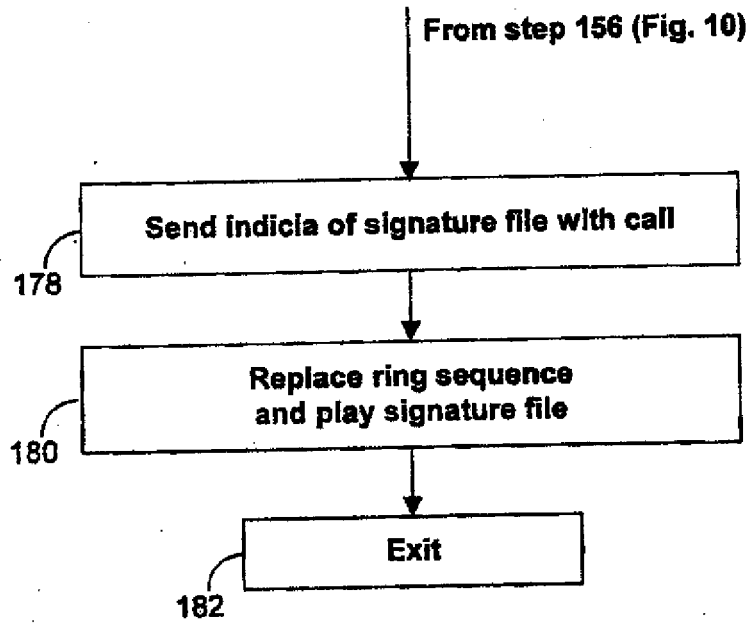 From step 156 (Fig. 10)
Send indicia of signature file with call
178
Replace ring sequence
and play signature file
180
Exit
182